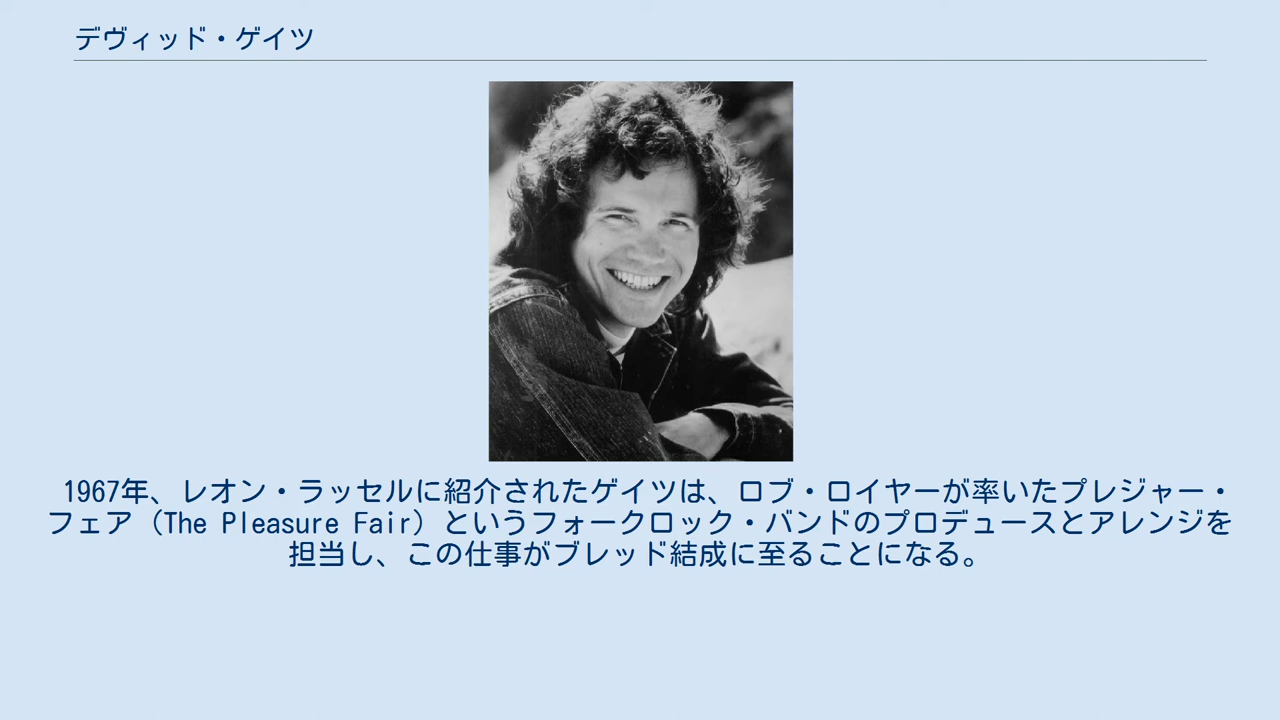 デヴィッド・ゲイツ
1967年、レオン・ラッセルに紹介されたゲイツは、ロブ・ロイヤーが率いたプレジャー・
フェア（The Pleasure Fair）というフォークロック・バンドのプロデュースとアレンジを
担当し、この仕事がブレッド結成に至ることになる。